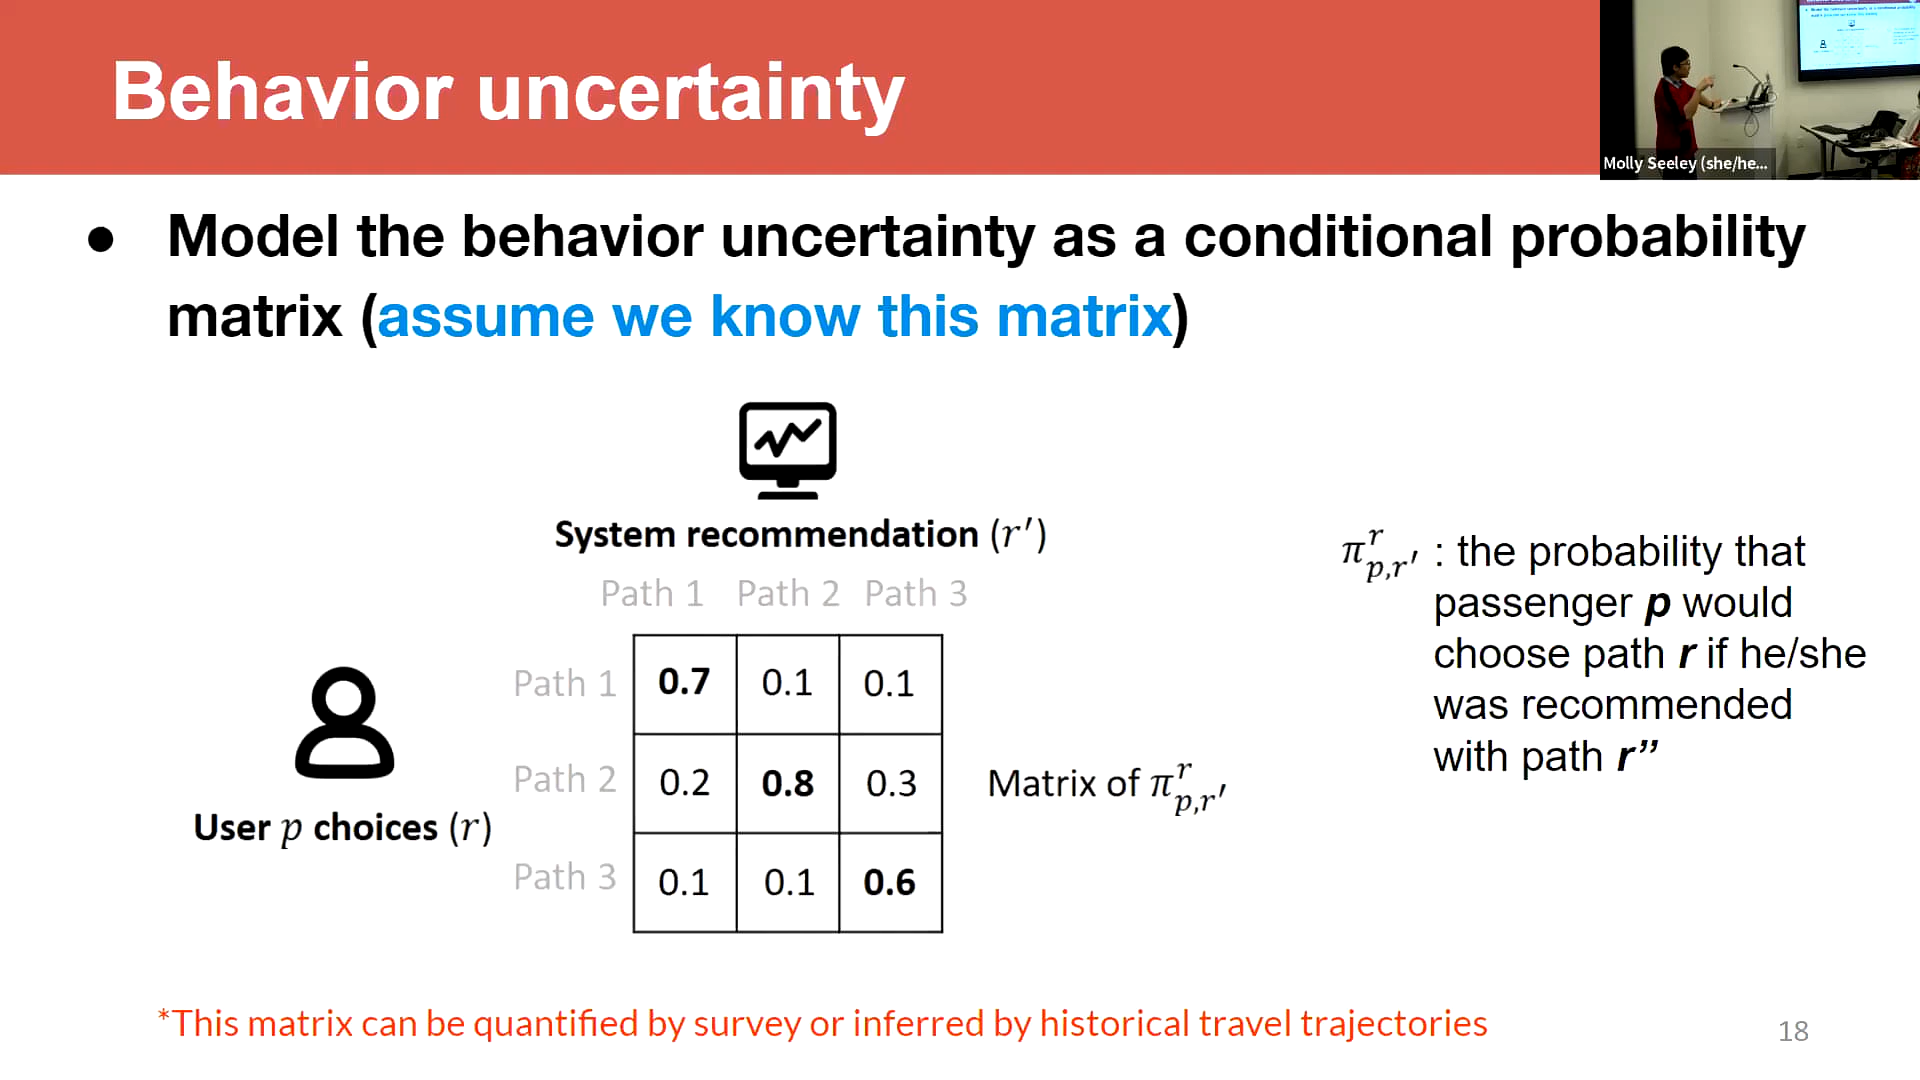 Behavior uncertainty
Molly Seeley (she/he...
● Model the behavior uncertainty as a conditional probability
matrix (assume we know this matrix)
System recommendation (r′)
Path 1 Path 2 Path 3
Path 1 0.7 0.1 0.1
Path 2 0.2 0.8 0.3
Path 3 0.1 0.1 0.6
User p choices (r)
Matrix of π^r_{p,r′}
π^r_{p,r′} : the probability that
passenger p would
choose path r if he/she
was recommended
with path r”
*This matrix can be quantified by survey or inferred by historical travel trajectories
18